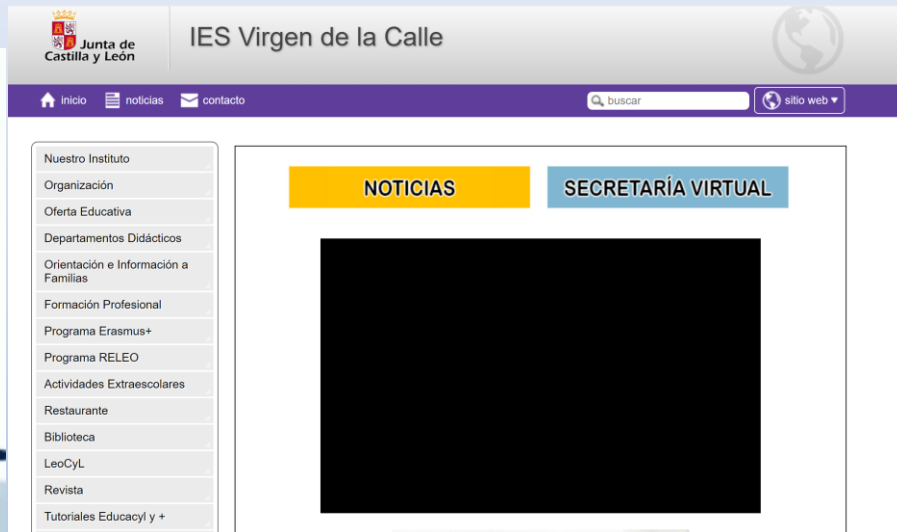 Junta de
Castilla y León
IES Virgen de la Calle
inicio
noticias
contacto
buscar
sitio web ▾
Nuestro Instituto
Organización
Oferta Educativa
Departamentos Didácticos
Orientación e Información a
Familias
Formación Profesional
Programa Erasmus+
Programa RELEO
Actividades Extraescolares
Restaurante
Biblioteca
LeoCyL
Revista
Tutoriales Educacyl y +
NOTICIAS
SECRETARÍA VIRTUAL